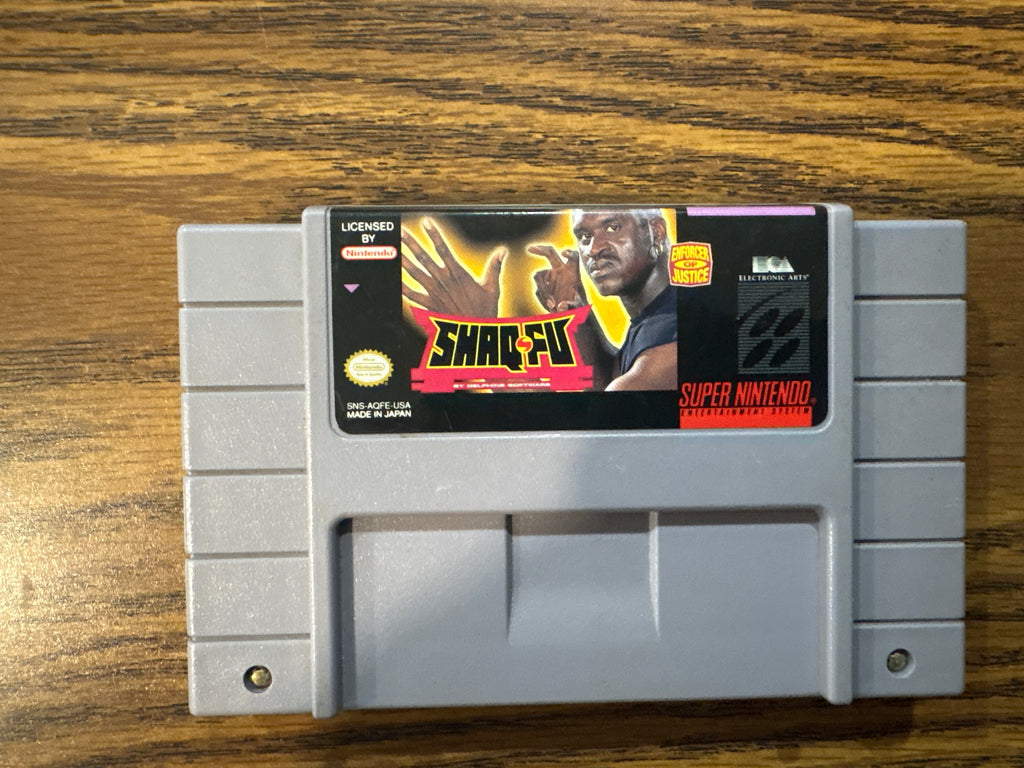 LICENSED
BY
Nintendo
SHAQ-FU
BY DELPHINE SOFTWARE
ENFORCER
OF
JUSTICE
ELECTRONIC ARTS®
Nintendo
SNS-AQFE-USA
MADE IN JAPAN
SUPER NINTENDO®
ENTERTAINMENT SYSTEM